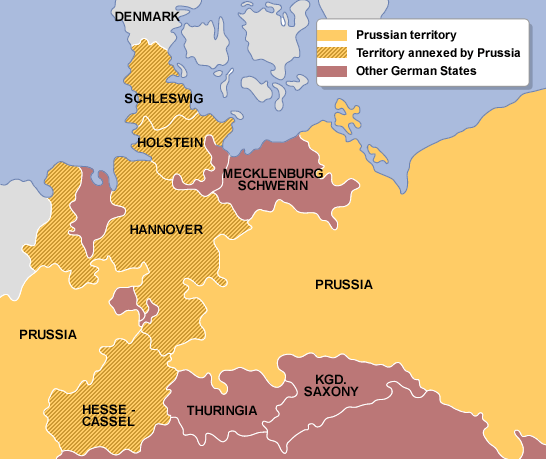 DENMARK
Prussian territory
Territory annexed by Prussia
Other German States
SCHLESWIG
HOLSTEIN
MECKLENBURG
SCHWERIN
HANNOVER
PRUSSIA
PRUSSIA
KGD.
SAXONY
HESSE -
CASSEL
THURINGIA